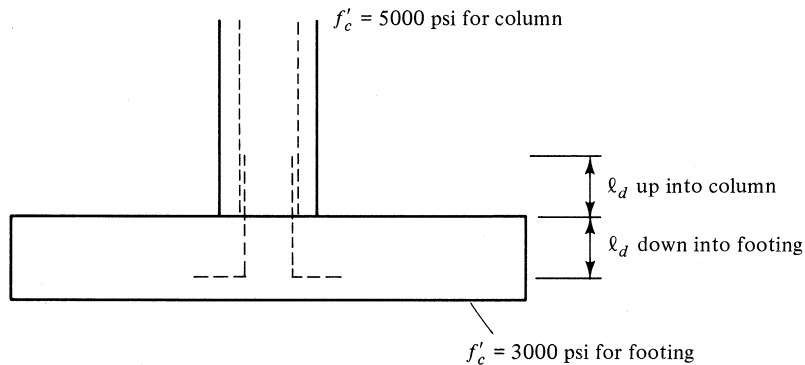 f′c = 5000 psi for column
ℓd up into column
ℓd down into footing
f′c = 3000 psi for footing